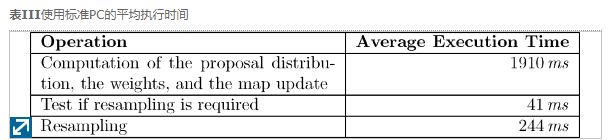 表III使用标准PC的平均执行时间
Operation Average Execution Time
Computation of the proposal distribu- 1910 ms
tion, the weights, and the map update
Test if resampling is required 41 ms
Resampling 244 ms